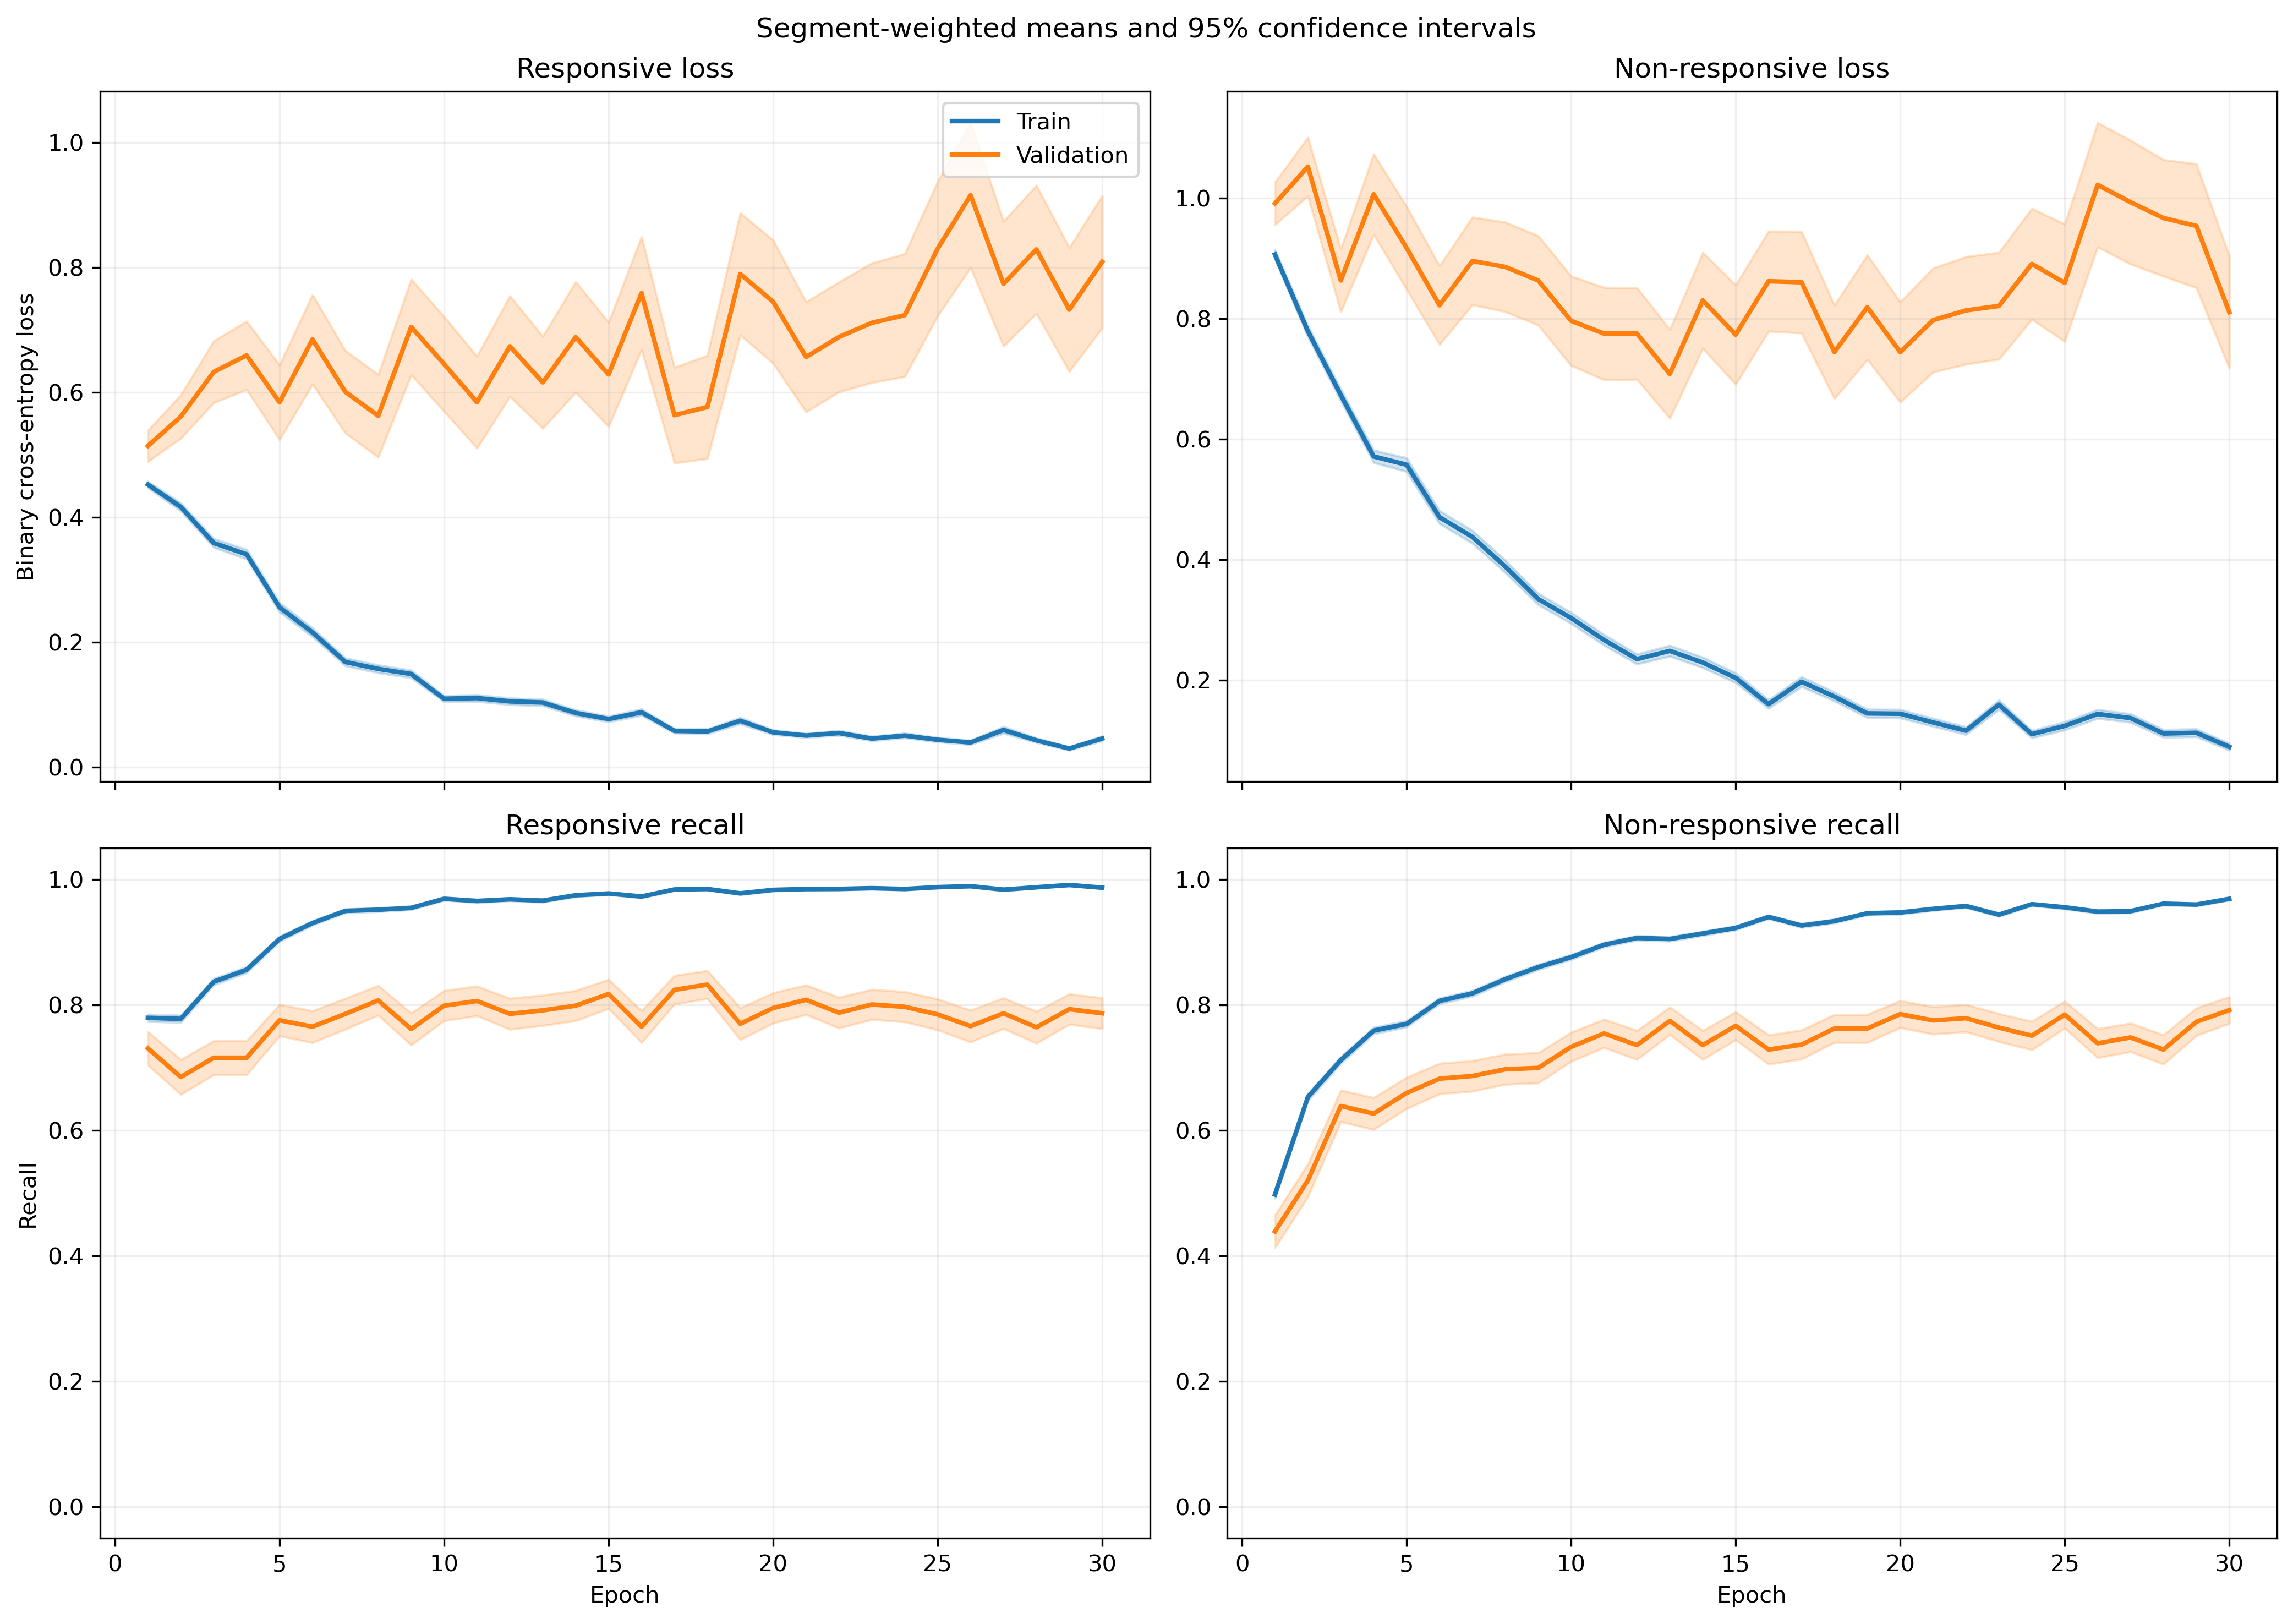 Segment-weighted means and 95% confidence intervals
Responsive loss
Non-responsive loss
Train
Validation
Binary cross-entropy loss
1.0
0.8
0.6
0.4
0.2
0.0
1.0
0.8
0.6
0.4
0.2
Responsive recall
Non-responsive recall
Recall
1.0
0.8
0.6
0.4
0.2
0.0
0 5 10 15 20 25 30
Epoch
1.0
0.8
0.6
0.4
0.2
0.0
0 5 10 15 20 25 30
Epoch